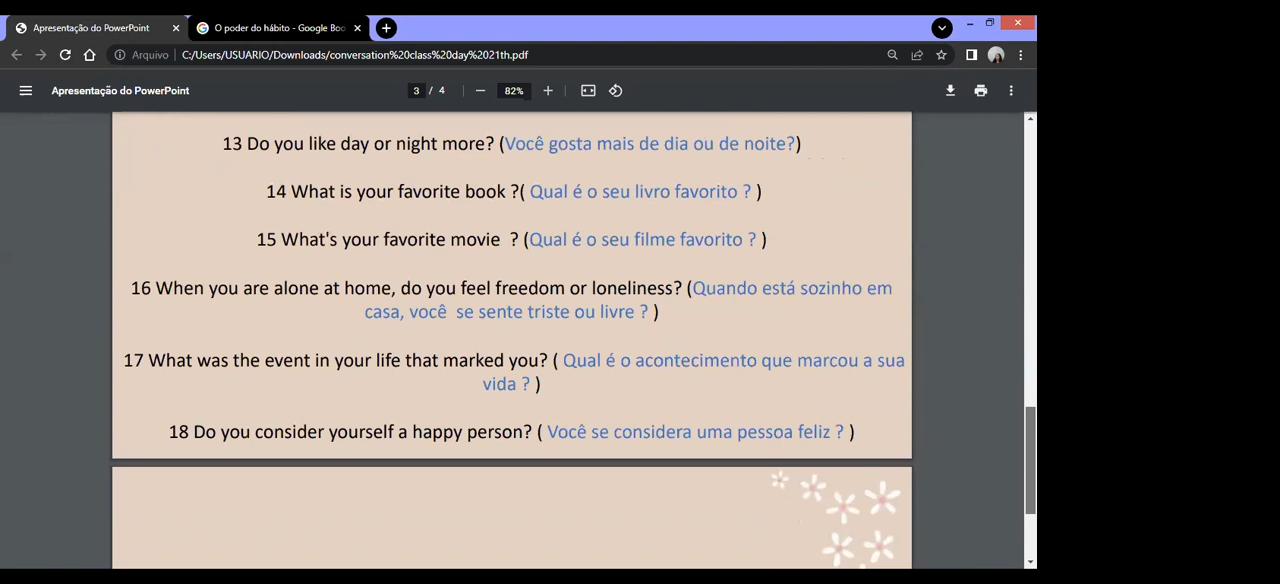 Apresentação do PowerPoint
O poder do hábito - Google Boo
Arquivo
C:/Users/USUARIO/Downloads/conversation%20class%20day%2021th.pdf
Apresentação do PowerPoint
3 / 4
82%
13 Do you like day or night more? (Você gosta mais de dia ou de noite?)
14 What is your favorite book ?( Qual é o seu livro favorito ? )
15 What's your favorite movie ? (Qual é o seu filme favorito ? )
16 When you are alone at home, do you feel freedom or loneliness? (Quando está sozinho em
casa, você se sente triste ou livre ? )
17 What was the event in your life that marked you? ( Qual é o acontecimento que marcou a sua
vida ? )
18 Do you consider yourself a happy person? ( Você se considera uma pessoa feliz ? )